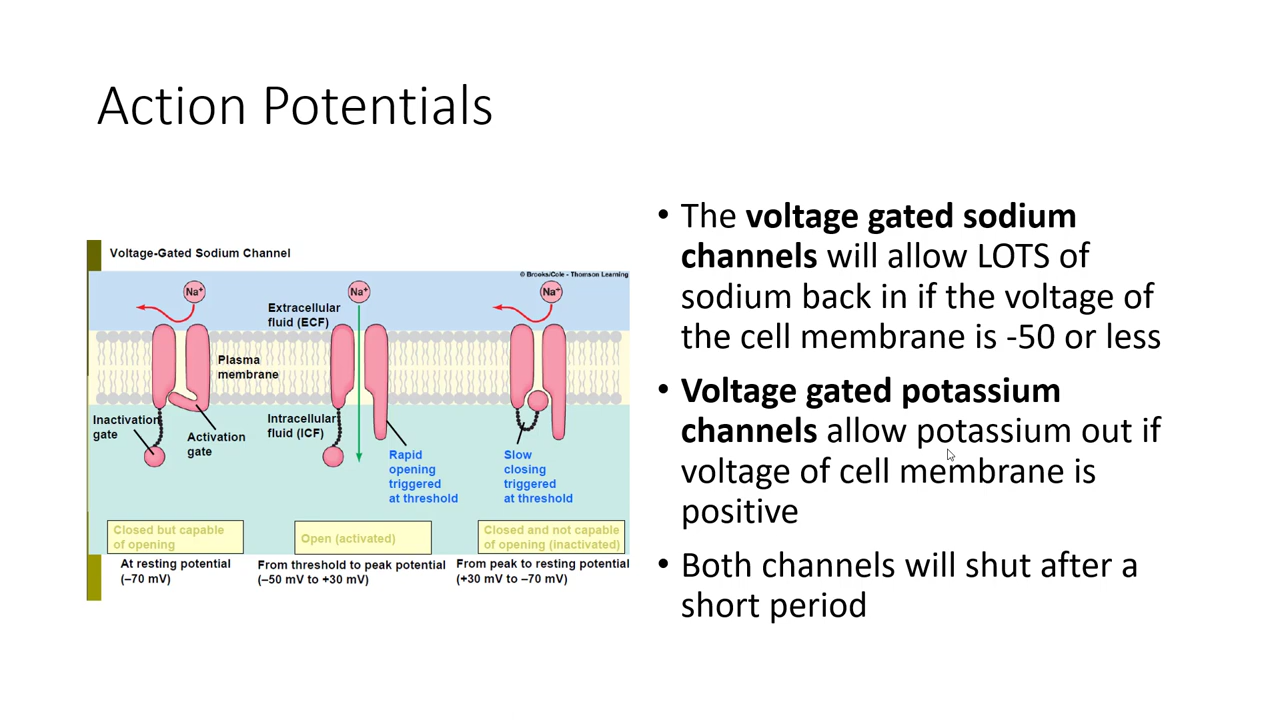 Action Potentials
Voltage-Gated Sodium Channel
© Brooks/Cole - Thomson Learning
Na+
Na+
Na+
Extracellular
fluid (ECF)
Plasma
membrane
Inactivation
gate
Activation
gate
Intracellular
fluid (ICF)
Rapid
opening
triggered
at threshold
Slow
closing
triggered
at threshold
Closed but capable
of opening
Open (activated)
Closed and not capable
of opening (inactivated)
At resting potential
(–70 mV)
From threshold to peak potential
(–50 mV to +30 mV)
From peak to resting potential
(+30 mV to –70 mV)
• The voltage gated sodium
channels will allow LOTS of
sodium back in if the voltage of
the cell membrane is -50 or less
• Voltage gated potassium
channels allow potassium out if
voltage of cell membrane is
positive
• Both channels will shut after a
short period